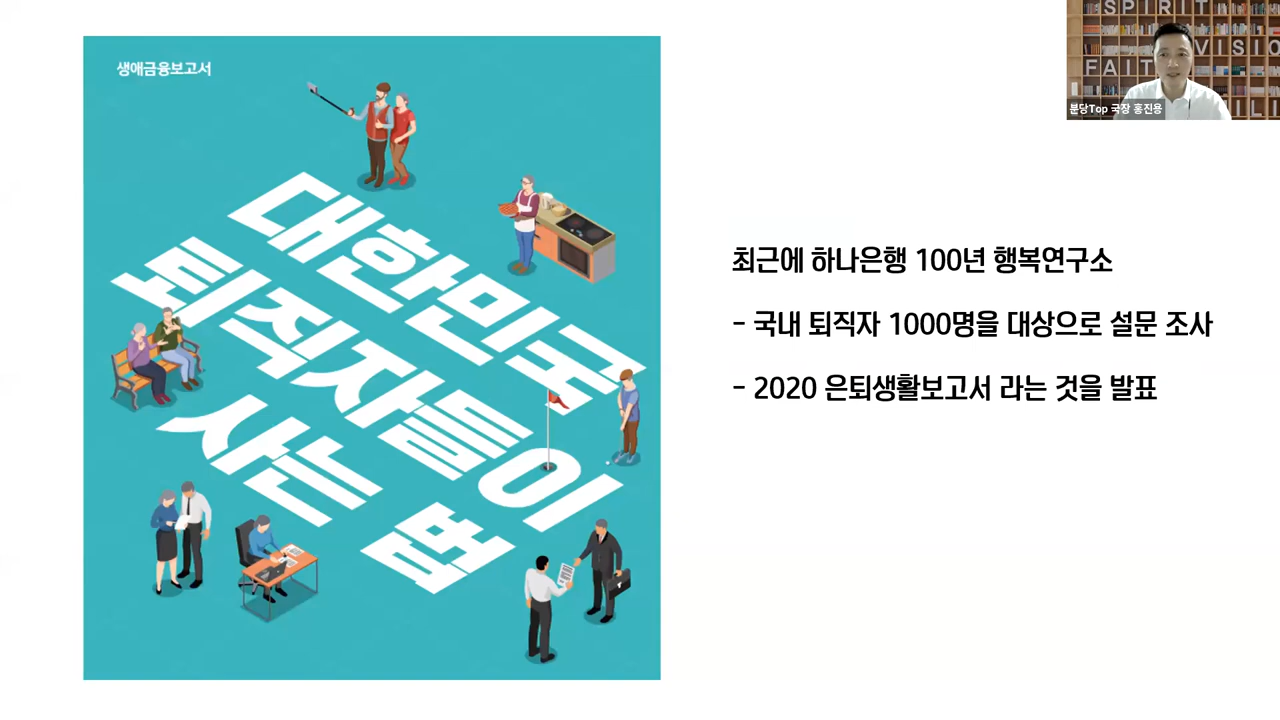 생애금융보고서
대한민국
퇴직자들이
사는 법
최근에 하나은행 100년 행복연구소
- 국내 퇴직자 1000명을 대상으로 설문 조사
- 2020 은퇴생활보고서 라는 것을 발표
SPIRIT
VISIO
FAIT
ILI
분당Top 국장 홍진용